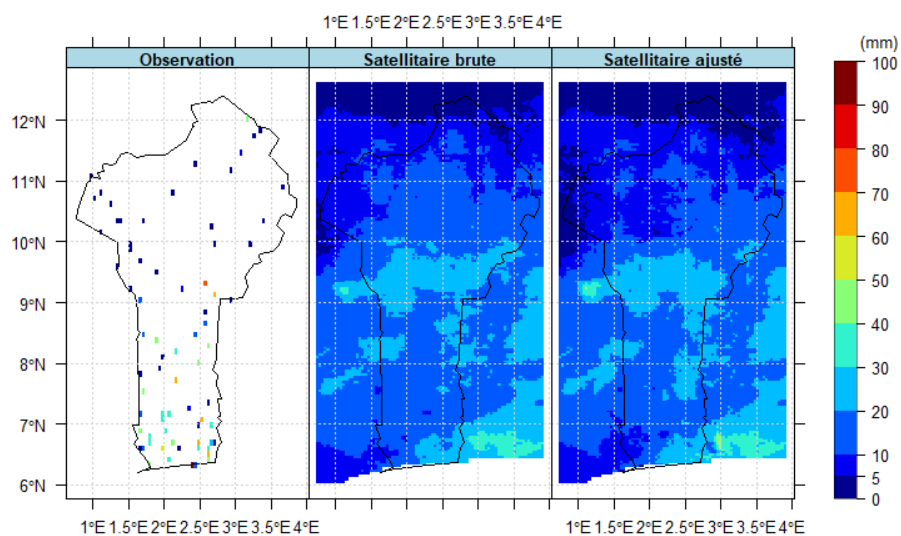 1°E 1.5°E 2°E 2.5°E 3°E 3.5°E 4°E
(mm)
Observation Satellitaire brute Satellitaire ajusté
100
12°N
90
11°N
80
70
10°N
60
9°N
50
40
8°N
30
7°N
20
10
6°N
5
0
1°E 1.5°E 2°E 2.5°E 3°E 3.5°E 4°E 1°E 1.5°E 2°E 2.5°E 3°E 3.5°E 4°E